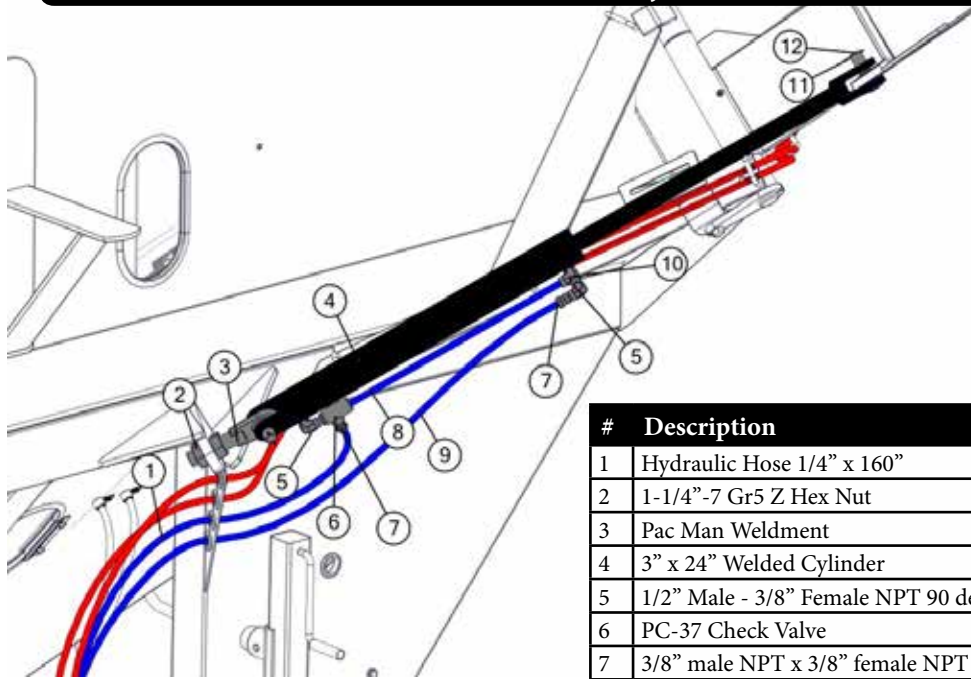 12
11
10
4
5
7
3
2
8
9
1
5
6
7
# Description
1 Hydraulic Hose 1/4” x 160”
2 1-1/4”-7 Gr5 Z Hex Nut
3 Pac Man Weldment
4 3” x 24” Welded Cylinder
5 1/2” Male - 3/8” Female NPT 90
6 PC-37 Check Valve
7 3/8” male NPT x 3/8” female NPT